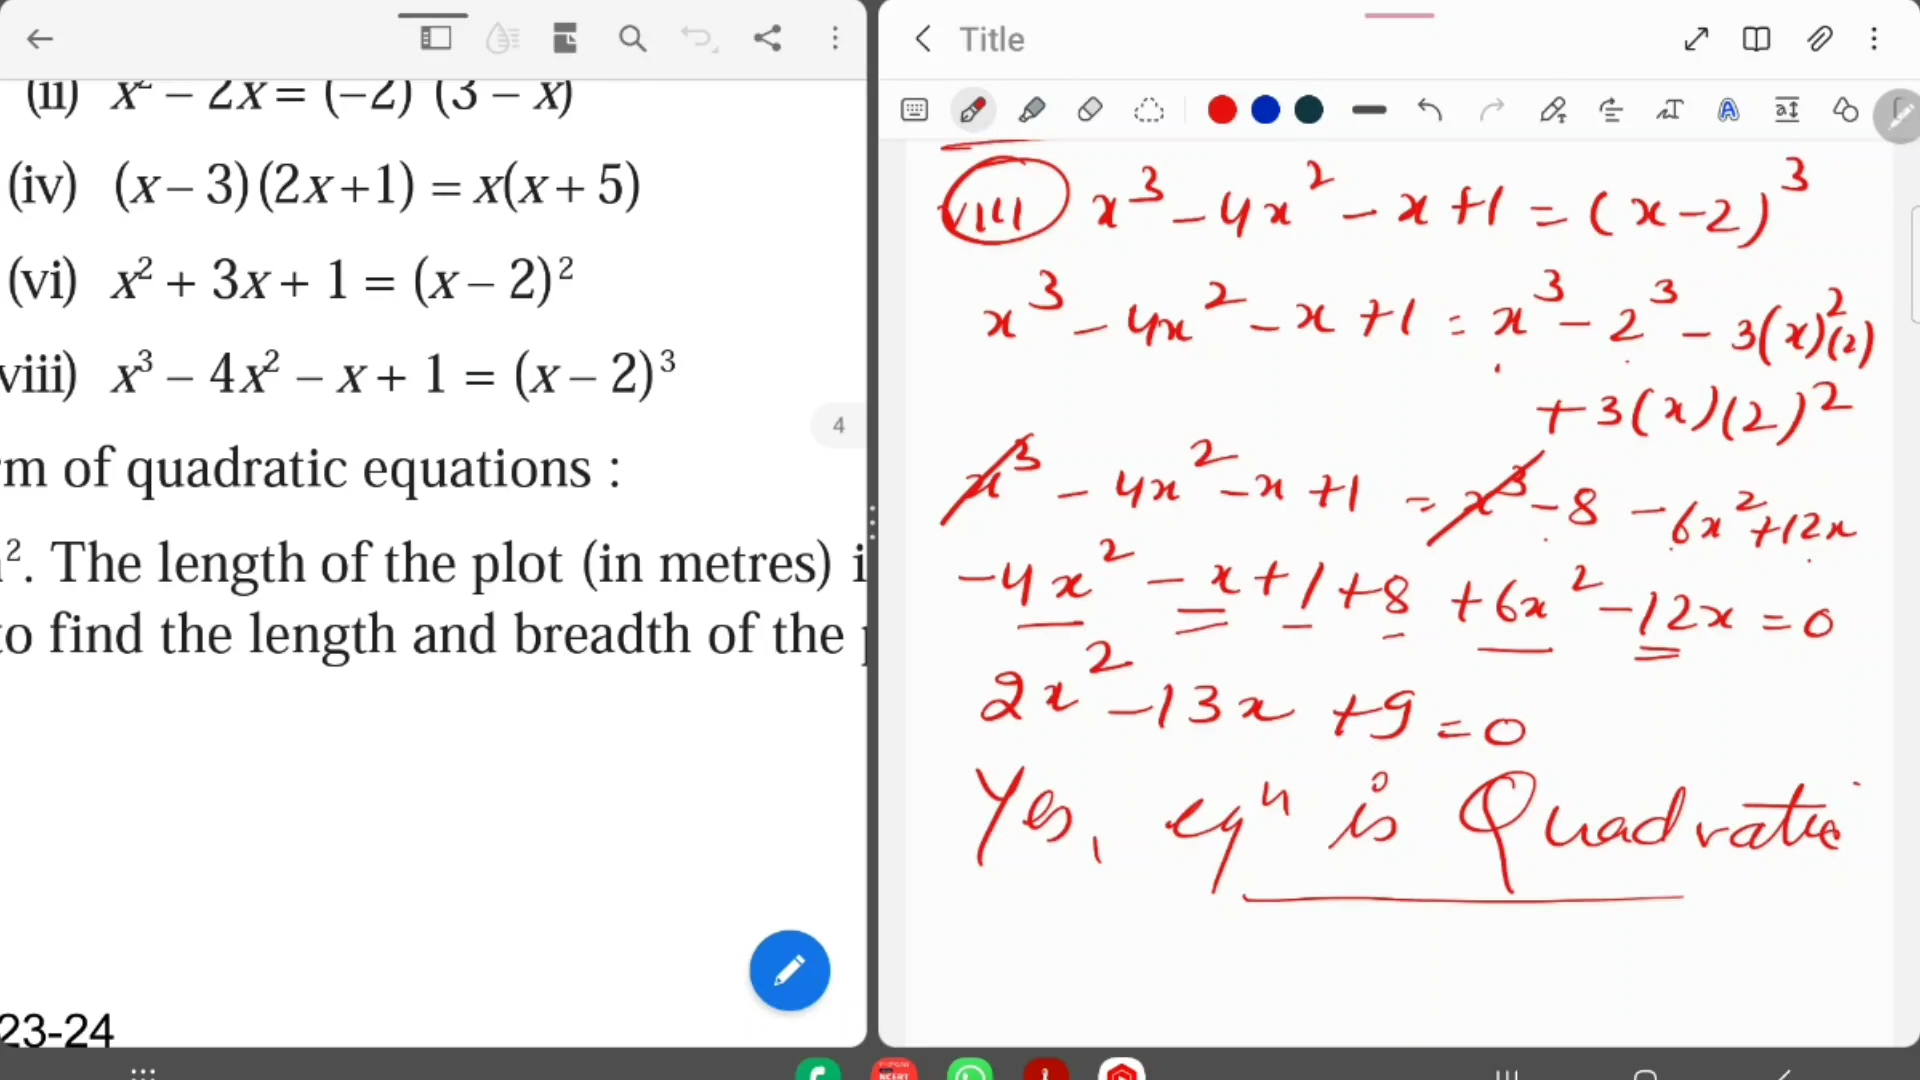 (ii) x² – 2x = (–2) (3 – x)
(iv) (x – 3)(2x+1) = x(x + 5)
(vi) x² + 3x + 1 = (x – 2)²
viii) x³ – 4x² – x + 1 = (x – 2)³
4
rm of quadratic equations :
². The length of the plot (in metres) i
to find the length and breadth of the
23-24
Title
viii x³ – 4x² – x + 1 = (x – 2)³
x³ – 4x² – x + 1 = x³ – 2³ – 3(x)²(2)
+ 3(x)(2)²
x³ – 4x² – x + 1 = x³ – 8 – 6x² + 12x
– 4x² – x + 1 + 8 + 6x² – 12x = 0
2x² – 13x + 9 = 0
Yes, eqⁿ is Quadratic